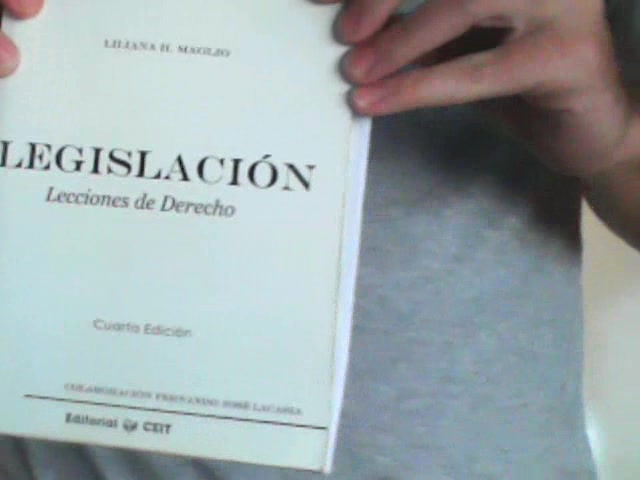 LILIANA H. MAGLIO
LEGISLACIÓN
Lecciones de Derecho
Cuarta Edición
COLABORACIÓN FERNANDO JOSÉ LACASIA
Editorial CEIT